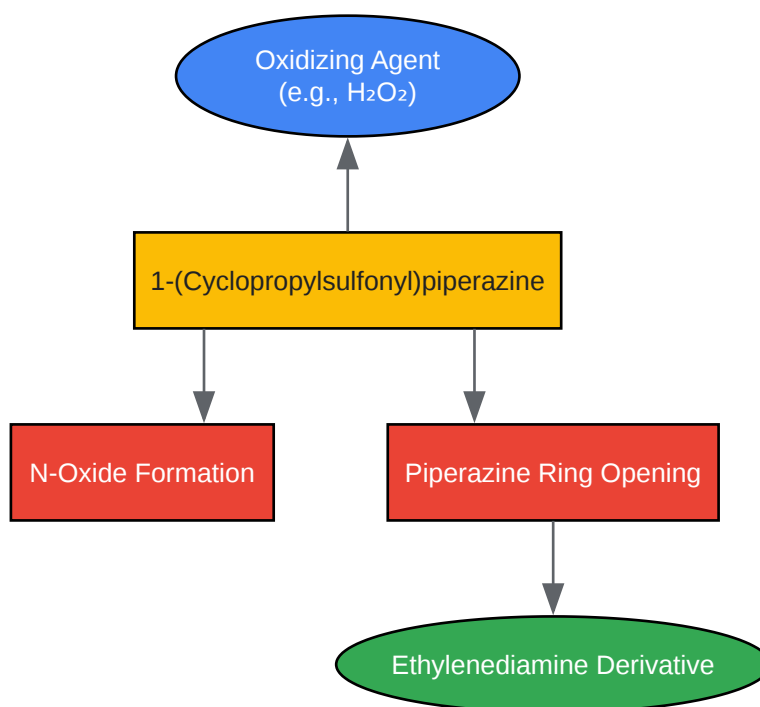 Oxidizing Agent
(e.g., H₂O₂)
1-(Cyclopropylsulfonyl)piperazine
N-Oxide Formation
Piperazine Ring Opening
Ethylenediamine Derivative